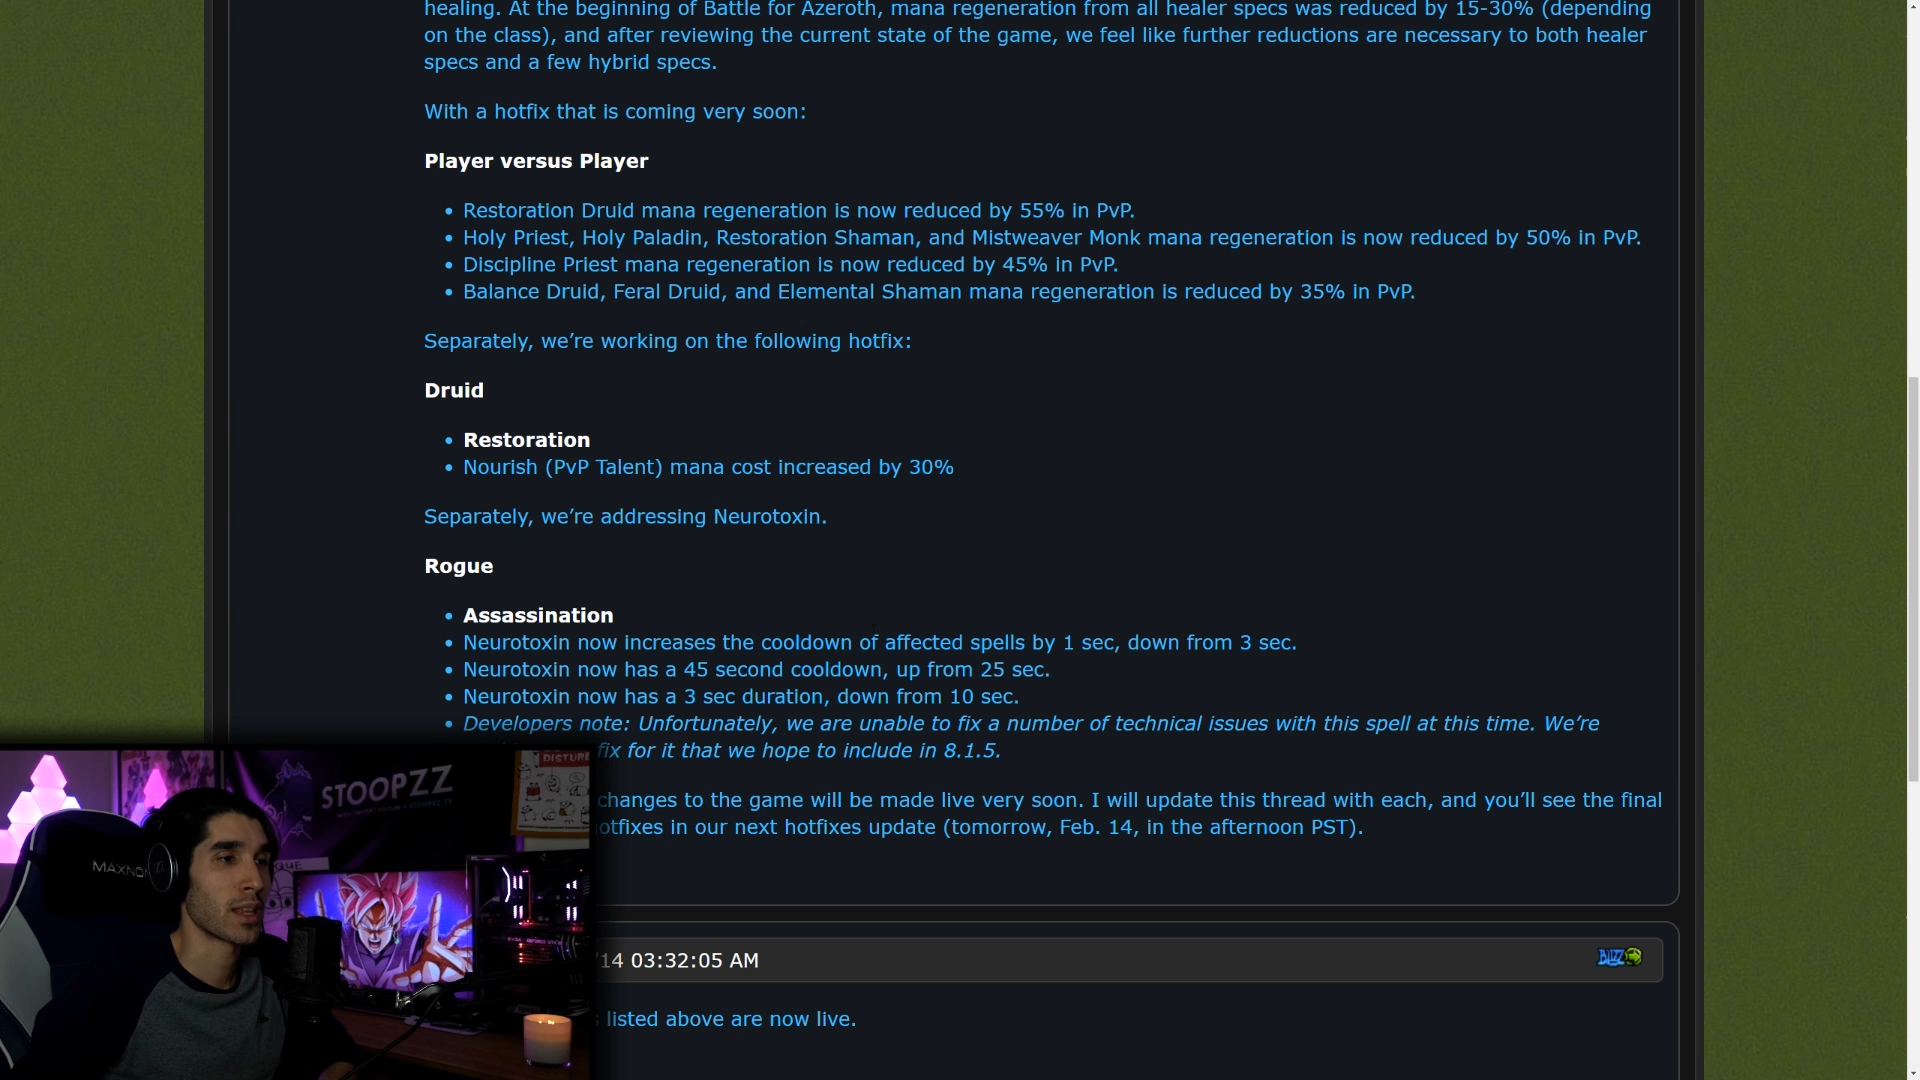 healing. At the beginning of Battle for Azeroth, mana regeneration from all healer specs was reduced by 15-30% (depending
on the class), and after reviewing the current state of the game, we feel like further reductions are necessary to both healer
specs and a few hybrid specs.
With a hotfix that is coming very soon:
Player versus Player
• Restoration Druid mana regeneration is now reduced by 55% in PvP.
• Holy Priest, Holy Paladin, Restoration Shaman, and Mistweaver Monk mana regeneration is now reduced by 50% in PvP.
• Discipline Priest mana regeneration is now reduced by 45% in PvP.
• Balance Druid, Feral Druid, and Elemental Shaman mana regeneration is reduced by 35% in PvP.
Separately, we’re working on the following hotfix:
Druid
• Restoration
• Nourish (PvP Talent) mana cost increased by 30%
Separately, we’re addressing Neurotoxin.
Rogue
• Assassination
• Neurotoxin now increases the cooldown of affected spells by 1 sec, down from 3 sec.
• Neurotoxin now has a 45 second cooldown, up from 25 sec.
• Neurotoxin now has a 3 sec duration, down from 10 sec.
• Developers note: Unfortunately, we are unable to fix a number of technical issues with this spell at this time. We’re
fix for it that we hope to include in 8.1.5.
changes to the game will be made live very soon. I will update this thread with each, and you’ll see the final
otfixes in our next hotfixes update (tomorrow, Feb. 14, in the afternoon PST).
14 03:32:05 AM
BLIZZ
listed above are now live.
STOOPZZ
DISTURB
MAXNO